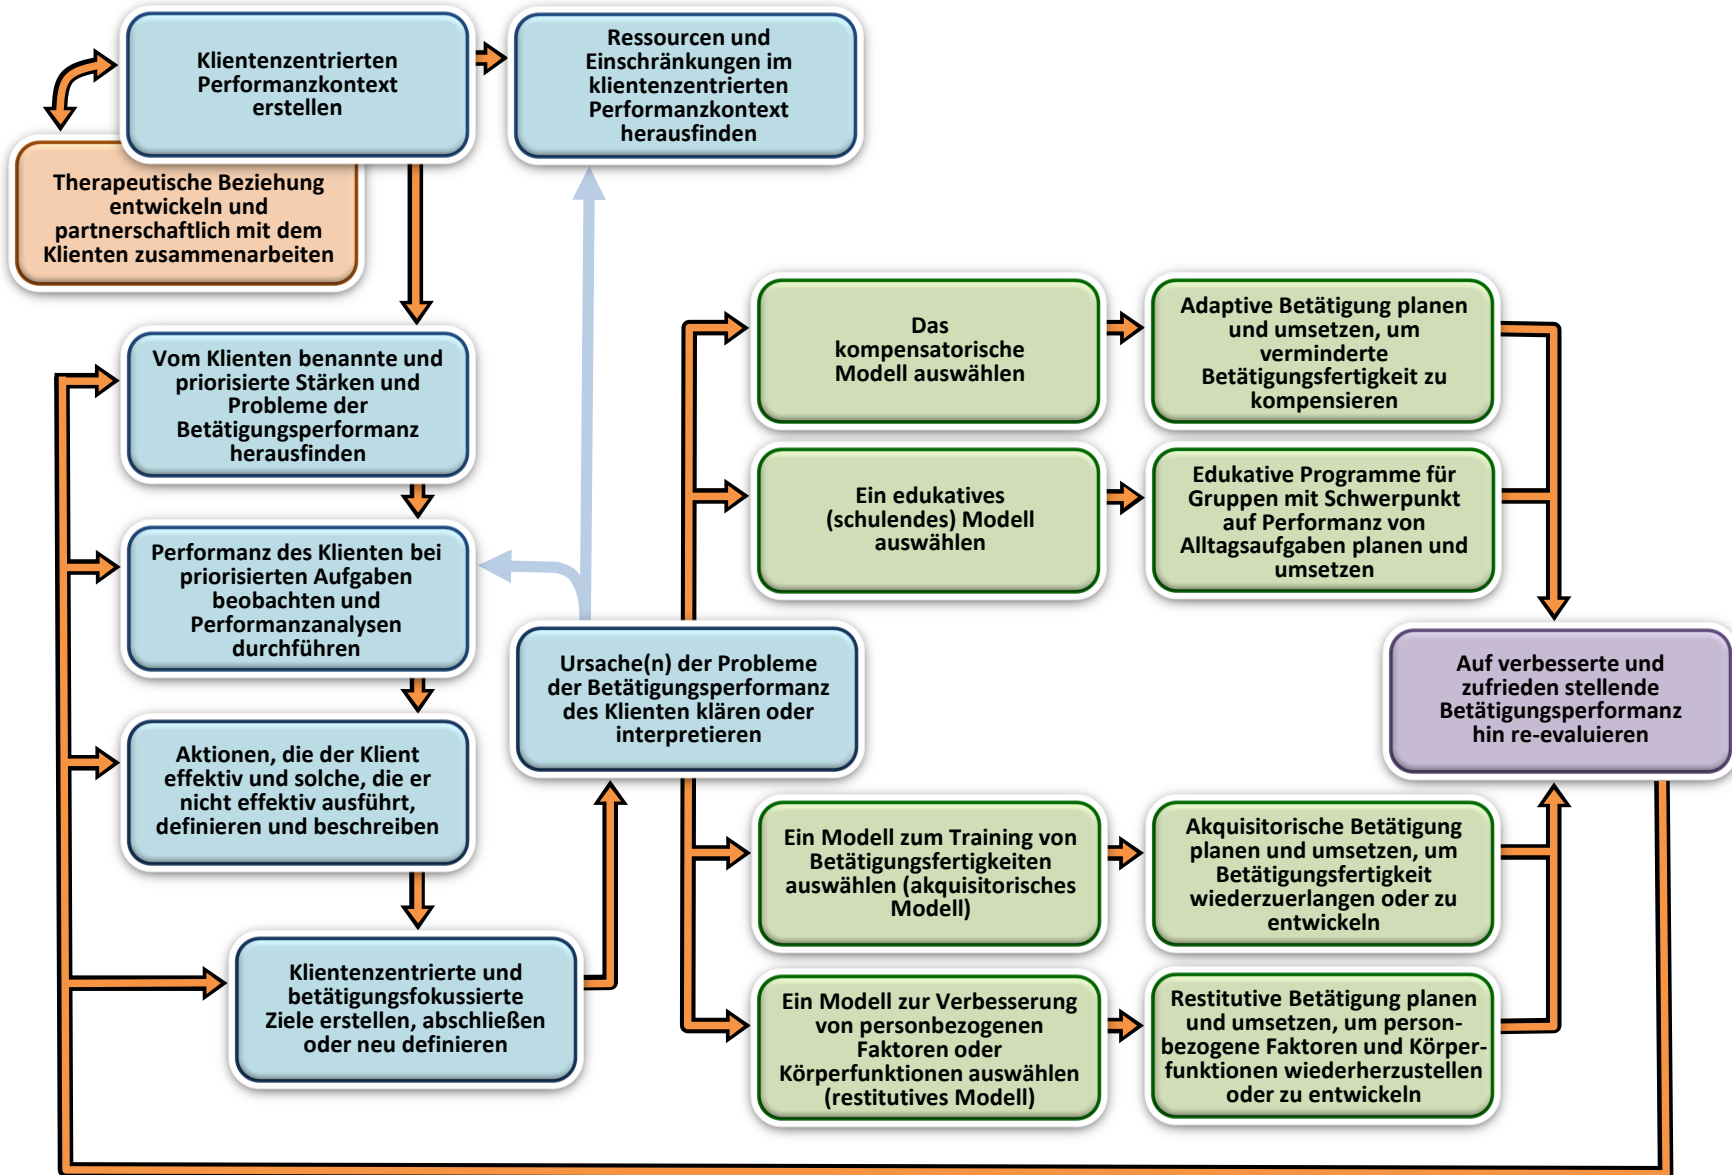 Klientenzentrierten
Performanzkontext
erstellen
Ressourcen und
Einschränkungen im
klientenzentrierten
Performanzkontext
herausfinden
Therapeutische Beziehung
entwickeln und
partnerschaftlich mit dem
Klienten zusammenarbeiten
Vom Klienten benannte und
priorisierte Stärken und
Probleme der
Betätigungsperformanz
herausfinden
Performanz des Klienten bei
priorisierten Aufgaben
beobachten und
Performanzanalysen
durchführen
Aktionen, die der Klient
effektiv und solche, die er
nicht effektiv ausführt,
definieren und beschreiben
Klientenzentrierte und
betätigungsfokussierte
Ziele erstellen, abschließen
oder neu definieren
Ursache(n) der Probleme
der Betätigungsperformanz
des Klienten klären oder
interpretieren
Das
kompensatorische
Modell auswählen
Adaptive Betätigung planen
und umsetzen, um
verminderte
Betätigungsfertigkeit zu
kompensieren
Ein edukatives
(schulendes) Modell
auswählen
Edukative Programme für
Gruppen mit Schwerpunkt
auf Performanz von
Alltagsaufgaben planen und
umsetzen
Ein Modell zum Training von
Betätigungsfertigkeiten
auswählen (akquisitorisches
Modell)
Akquisitorische Betätigung
planen und umsetzen, um
Betätigungsfertigkeit
wiederzuerlangen oder zu
entwickeln
Ein Modell zur Verbesserung
von personbezogenen
Faktoren oder
Körperfunktionen auswählen
(restitutives Modell)
Restitutive Betätigung planen
und umsetzen, um person-
bezogene Faktoren und Körper-
funktionen wiederherzustellen
oder zu entwickeln
Auf verbesserte und
zufrieden stellende
Betätigungsperformanz
hin re-evaluieren